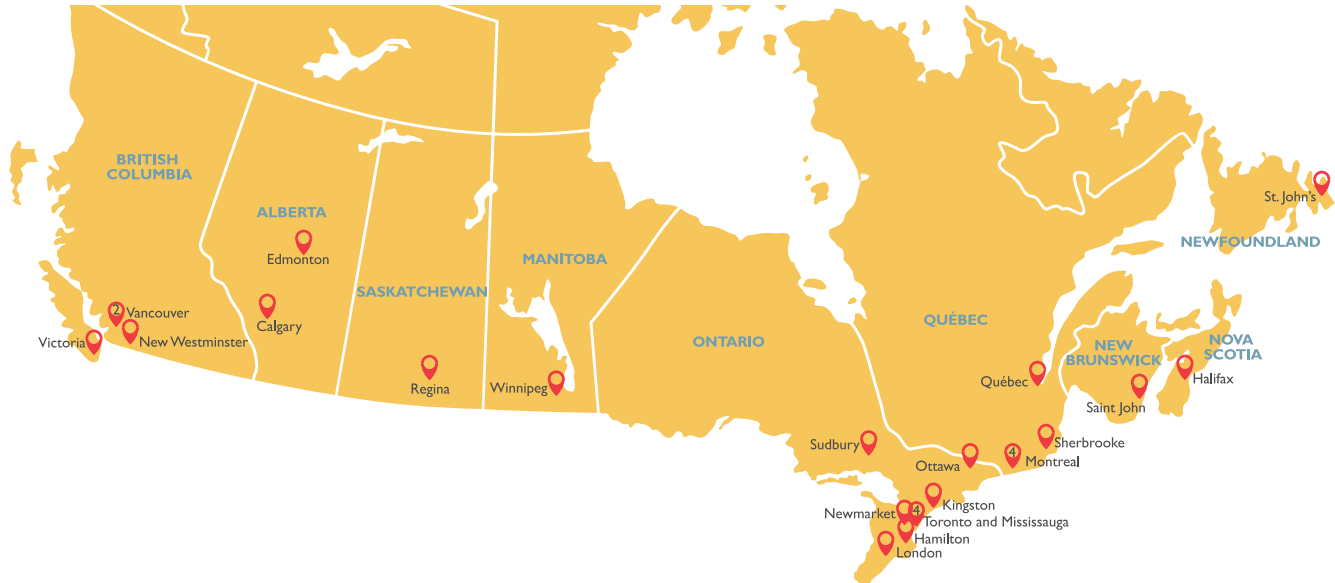 BRITISH
COLUMBIA
ALBERTA
Edmonton
SASKATCHEWAN
MANITOBA
2 Vancouver
Calgary
Victoria
New Westminster
Regina
Winnipeg
ONTARIO
QUÉBEC
St. John's
NEWFOUNDLAND
NEW
BRUNSWICK
NOVA
SCOTIA
Québec
Halifax
Saint John
Sudbury
Sherbrooke
Ottawa
4
Montreal
Kingston
Newmarket
4
Toronto and Mississauga
Hamilton
London